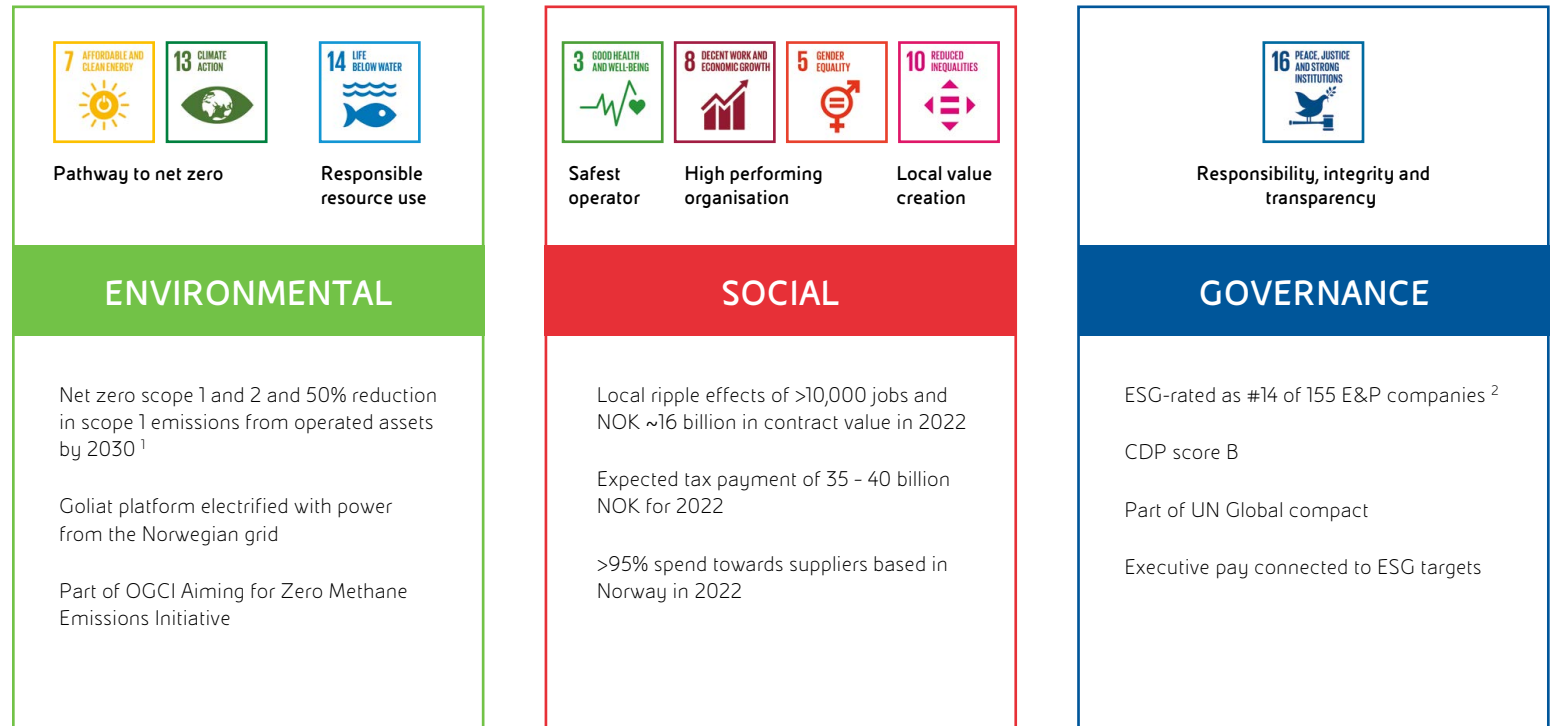 7 AFFORDABLE AND
CLEAN ENERGY
13 CLIMATE
ACTION
14 LIFE
BELOW WATER
Pathway to net zero
Responsible
resource use
ENVIRONMENTAL
Net zero scope 1 and 2 and 50% reduction
in scope 1 emissions from operated assets
by 2030 ¹
Goliat platform electrified with power
from the Norwegian grid
Part of OGCI Aiming for Zero Methane
Emissions Initiative
3 GOOD HEALTH
AND WELL-BEING
8 DECENT WORK AND
ECONOMIC GROWTH
5 GENDER
EQUALITY
10 REDUCED
INEQUALITIES
Safest
operator
High performing
organisation
Local value
creation
SOCIAL
Local ripple effects of >10,000 jobs and
NOK ~16 billion in contract value in 2022
Expected tax payment of 35 - 40 billion
NOK for 2022
>95% spend towards suppliers based in
Norway in 2022
16 PEACE, JUSTICE
AND STRONG
INSTITUTIONS
Responsibility, integrity and
transparency
GOVERNANCE
ESG-rated as #14 of 155 E&P companies ²
CDP score B
Part of UN Global compact
Executive pay connected to ESG targets